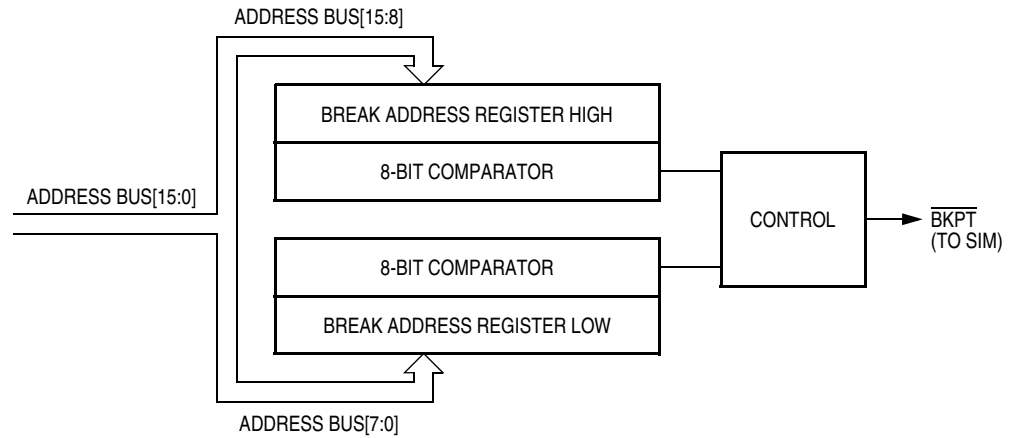 ADDRESS BUS[15:8]
BREAK ADDRESS REGISTER HIGH
8-BIT COMPARATOR
ADDRESS BUS[15:0]
CONTROL
BKPT
(TO SIM)
8-BIT COMPARATOR
BREAK ADDRESS REGISTER LOW
ADDRESS BUS[7:0]